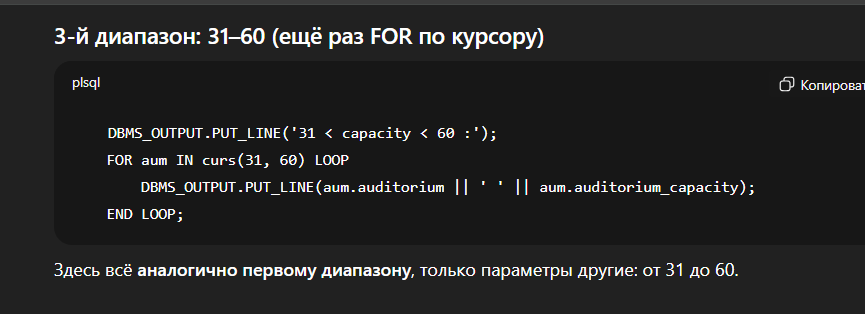 3-й диапазон: 31–60 (ещё раз FOR по курсору)
plsql
Копироват
DBMS_OUTPUT.PUT_LINE('31 < capacity < 60 :');
FOR aum IN curs(31, 60) LOOP
DBMS_OUTPUT.PUT_LINE(aum.auditorium || ' ' || aum.auditorium_capacity);
END LOOP;
Здесь всё аналогично первому диапазону, только параметры другие: от 31 до 60.